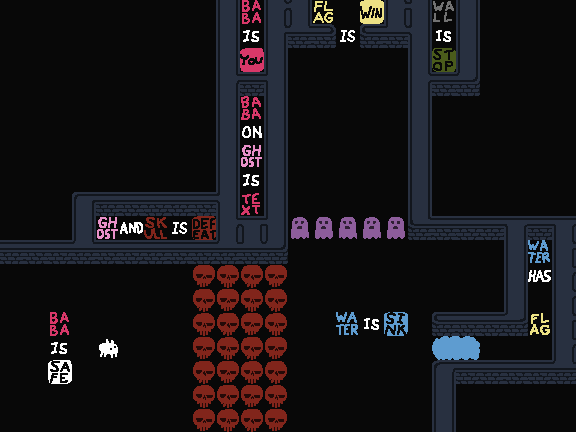 BABA IS YOU
FLAG IS WIN
WALL IS STOP
BABA ON GHOST IS TEXT
GHOST AND SKULL IS DEFEAT
WATER HAS FLAG
WATER IS SINK
BABA IS SAFE